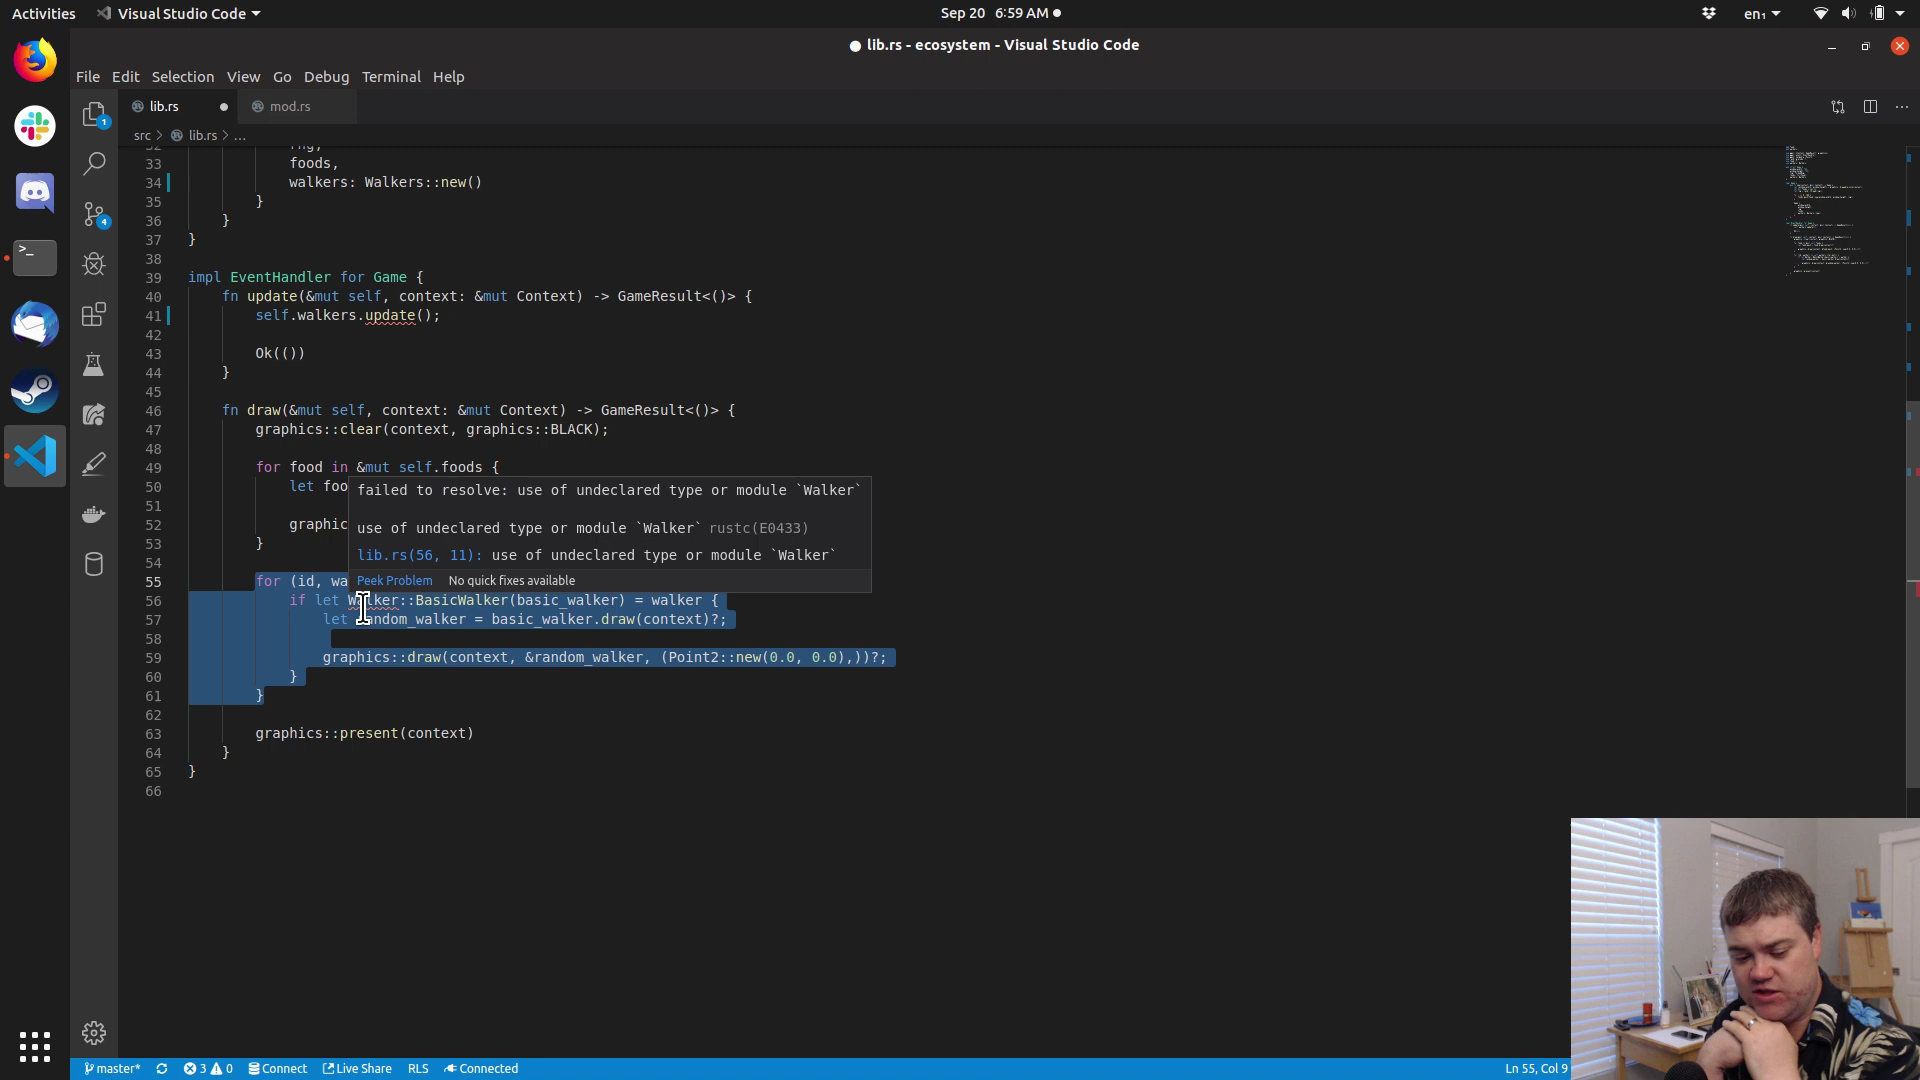 Activities
Visual Studio Code
Sep 20 6:59 AM
en₁
lib.rs - ecosystem - Visual Studio Code
File Edit Selection View Go Debug Terminal Help
lib.rs
mod.rs
src > lib.rs > ...
32 rng,
33 foods,
34 walkers: Walkers::new()
35 }
36 }
37 }
38
39 impl EventHandler for Game {
40 fn update(&mut self, context: &mut Context) -> GameResult<()> {
41 self.walkers.update();
42
43 Ok(())
44 }
45
46 fn draw(&mut self, context: &mut Context) -> GameResult<()> {
47 graphics::clear(context, graphics::BLACK);
48
49 for food in &mut self.foods {
50 let foo
failed to resolve: use of undeclared type or module `Walker`
51
52 graphic
use of undeclared type or module `Walker` rustc(E0433)
53 }
lib.rs(56, 11): use of undeclared type or module `Walker`
54
55 for (id, wa
Peek Problem No quick fixes available
56 if let Walker::BasicWalker(basic_walker) = walker {
57 let random_walker = basic_walker.draw(context)?;
58
59 graphics::draw(context, &random_walker, (Point2::new(0.0, 0.0),))?;
60 }
61 }
62
63 graphics::present(context)
64 }
65 }
66
1
4
master* 3 0 Connect Live Share RLS Connected
Ln 55, Col 9